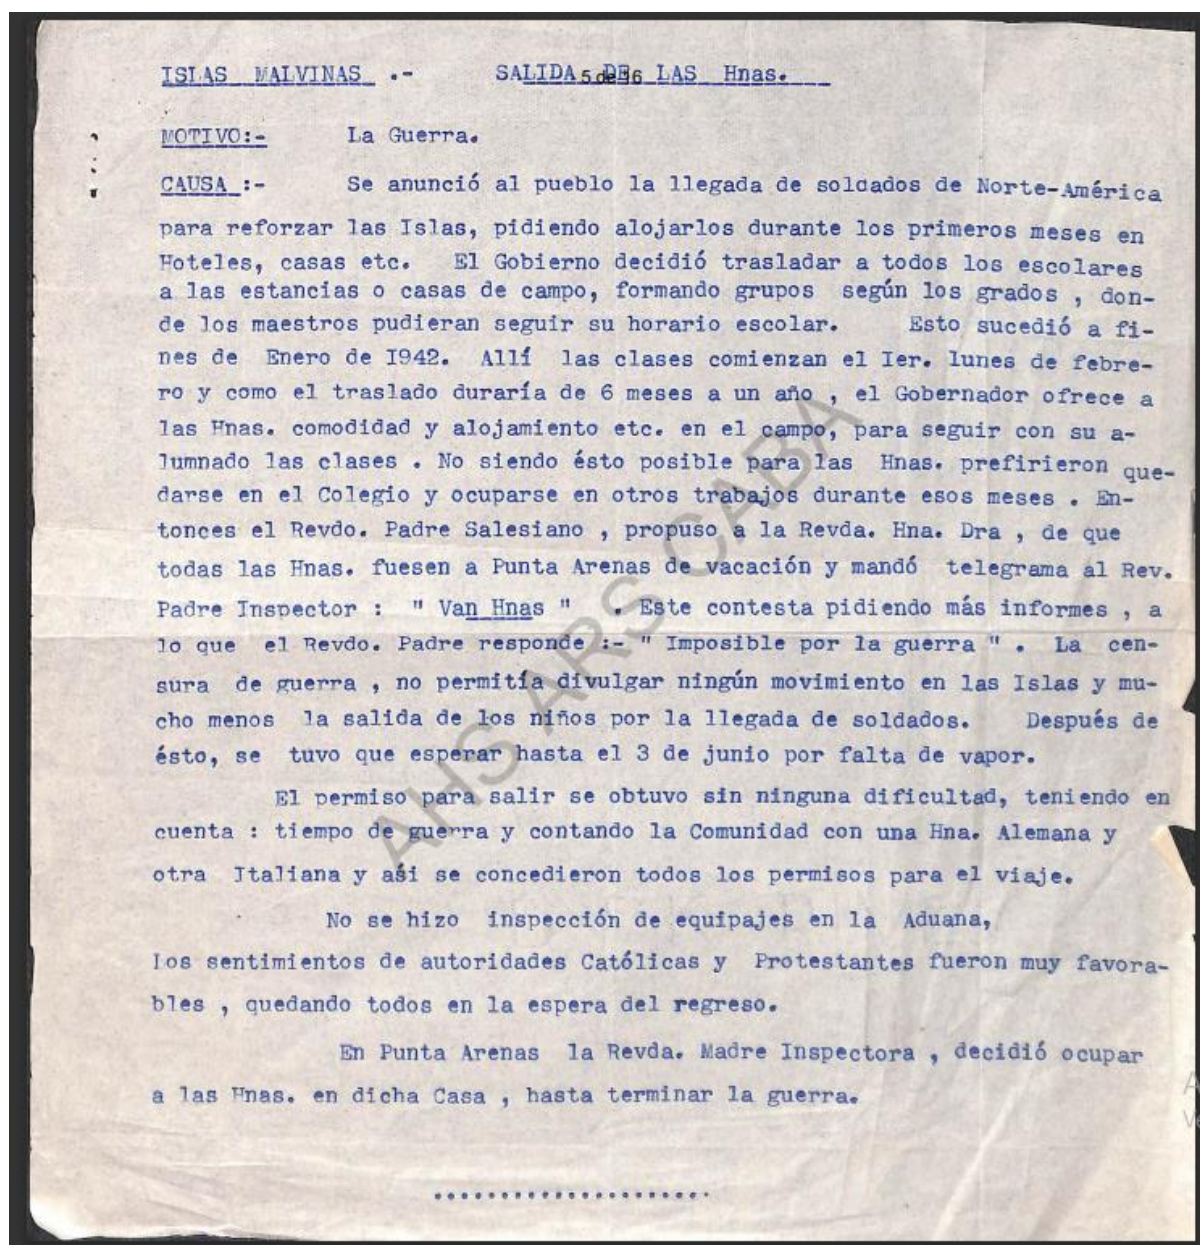 ISLAS MALVINAS .- SALIDA DE LAS Hnas.
5 de 16
MOTIVO:- La Guerra.
CAUSA :- Se anunció al pueblo la llegada de soldados de Norte-América
para reforzar las Islas, pidiendo alojarlos durante los primeros meses en
Hoteles, casas etc. El Gobierno decidió trasladar a todos los escolares
a las estancias o casas de campo, formando grupos según los grados , don-
de los maestros pudieran seguir su horario escolar. Esto sucedió a fi-
nes de Enero de I942. Allí las clases comienzan el Ier. lunes de febre-
ro y como el traslado duraría de 6 meses a un año , el Gobernador ofrece a
las Hnas. comodidad y alojamiento etc. en el campo, para seguir con su a-
lumnado las clases . No siendo ésto posible para las Hnas. prefirieron que-
darse en el Colegio y ocuparse en otros trabajos durante esos meses . En-
tonces el Revdo. Padre Salesiano , propuso a la Revda. Hna. Dra , de que
todas las Hnas. fuesen a Punta Arenas de vacación y mandó telegrama al Rev.
Padre Inspector : " Van Hnas " . Este contesta pidiendo más informes , a
lo que el Revdo. Padre responde :- " Imposible por la guerra " . La cen-
sura de guerra , no permitía divulgar ningún movimiento en las Islas y mu-
cho menos la salida de los niños por la llegada de soldados. Después de
ésto, se tuvo que esperar hasta el 3 de junio por falta de vapor.
El permiso para salir se obtuvo sin ninguna dificultad, teniendo en
cuenta : tiempo de guerra y contando la Comunidad con una Hna. Alemana y
otra Italiana y así se concedieron todos los permisos para el viaje.
No se hizo inspección de equipajes en la Aduana,
los sentimientos de autoridades Católicas y Protestantes fueron muy favora-
bles , quedando todos en la espera del regreso.
En Punta Arenas la Revda. Madre Inspectora , decidió ocupar
a las Hnas. en dicha Casa , hasta terminar la guerra.
.......................
AHS ARS CABA